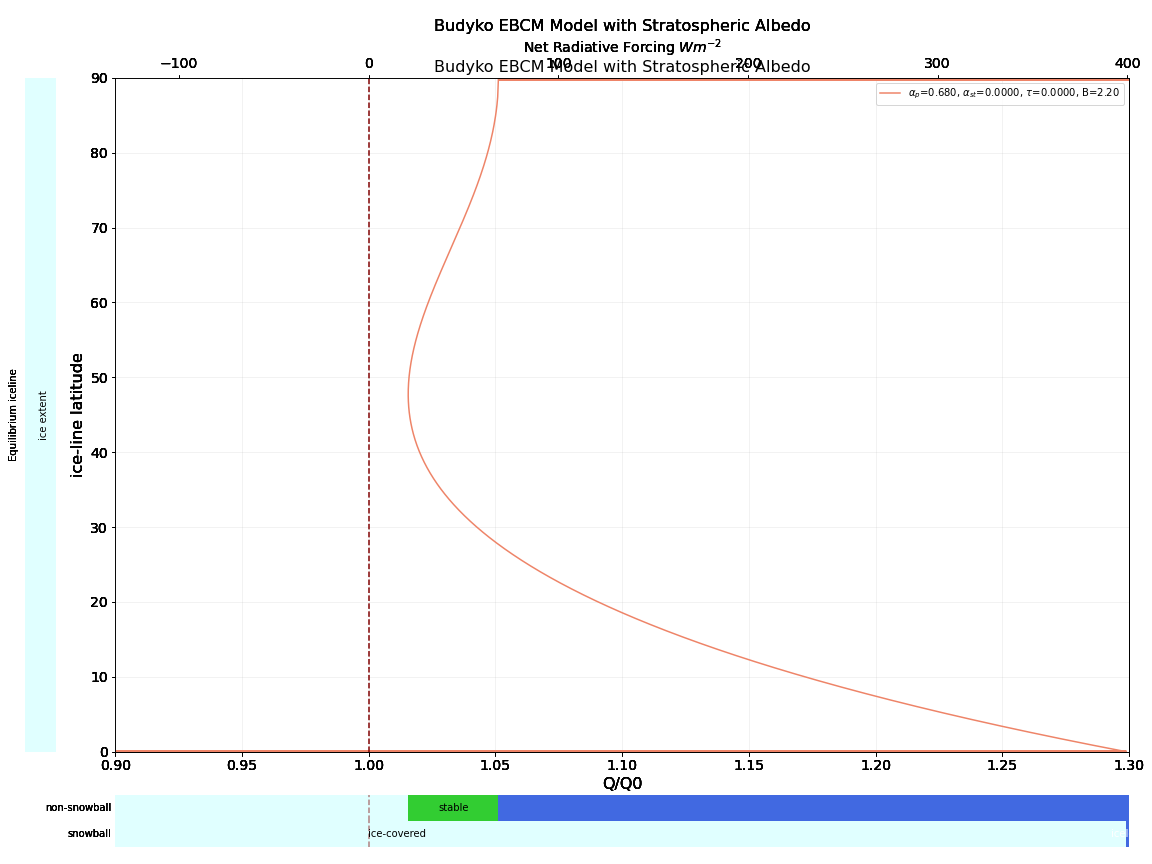 Budyko EBCM Model with Stratospheric Albedo
Net Radiative Forcing Wm⁻²
−100 0 100 200 300 400
Budyko EBCM Model with Stratospheric Albedo
αₚ=0.680, αₛₜ=0.0000, τ=0.0000, B=2.20
90
80
70
60
50
40
30
20
10
0
Equilibrium iceline
ice extent
ice-line latitude
0.90 0.95 1.00 1.05 1.10 1.15 1.20 1.25 1.30
Q/Q0
non-snowball
stable
snowball
ice-covered